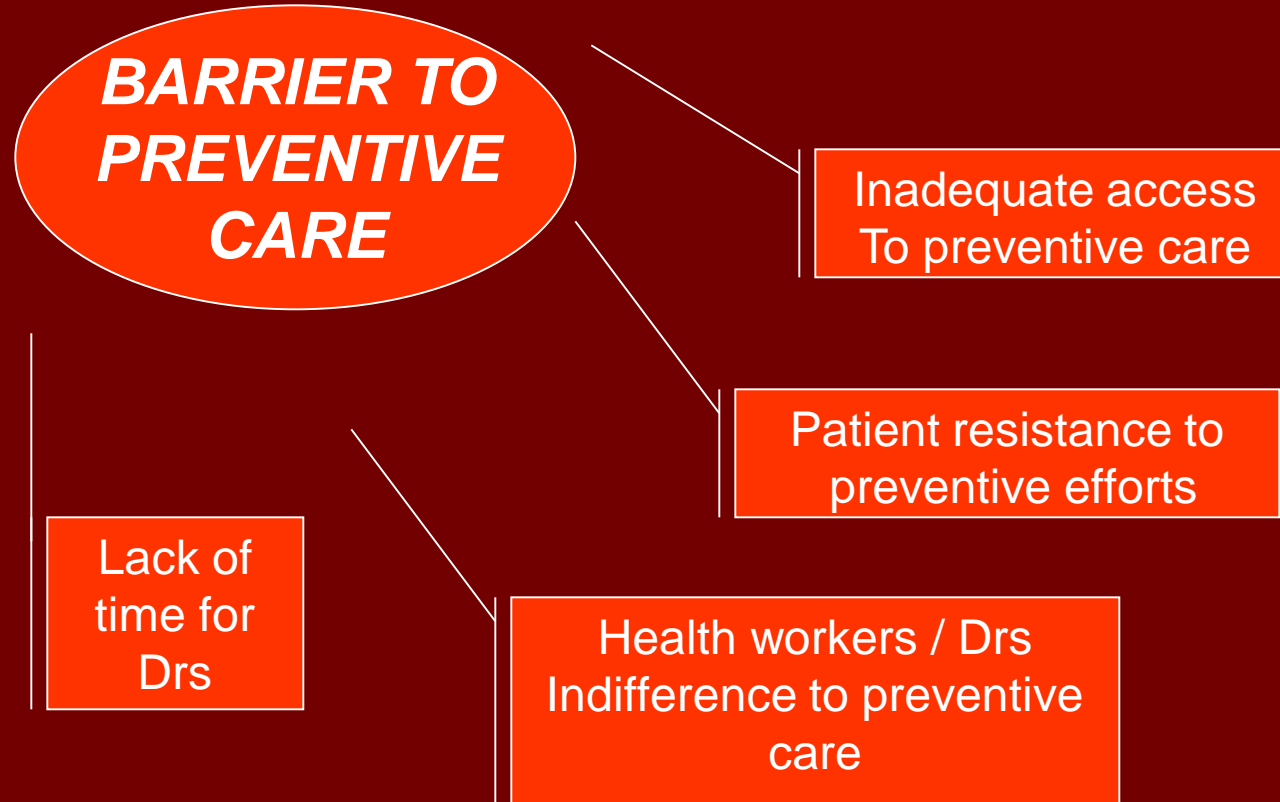 BARRIER TO
PREVENTIVE
CARE
Inadequate access
To preventive care
Patient resistance to
preventive efforts
Lack of
time for
Drs
Health workers / Drs
Indifference to preventive
care